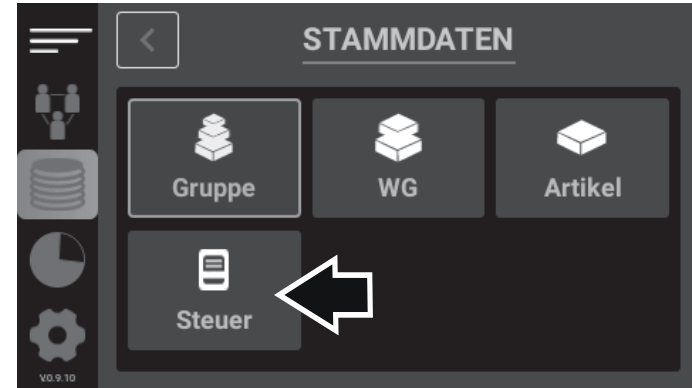 STAMMDATEN
Gruppe
WG
Artikel
Steuer
V0.9.10